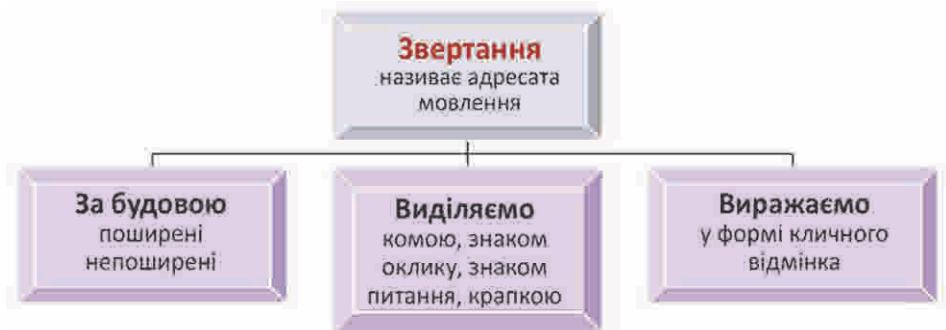 Звертання
називає адресата
мовлення
За будовою
поширені
непоширені
Виділяємо
комою, знаком
оклику, знаком
питання, крапкою
Виражаємо
у формі кличного
відмінка